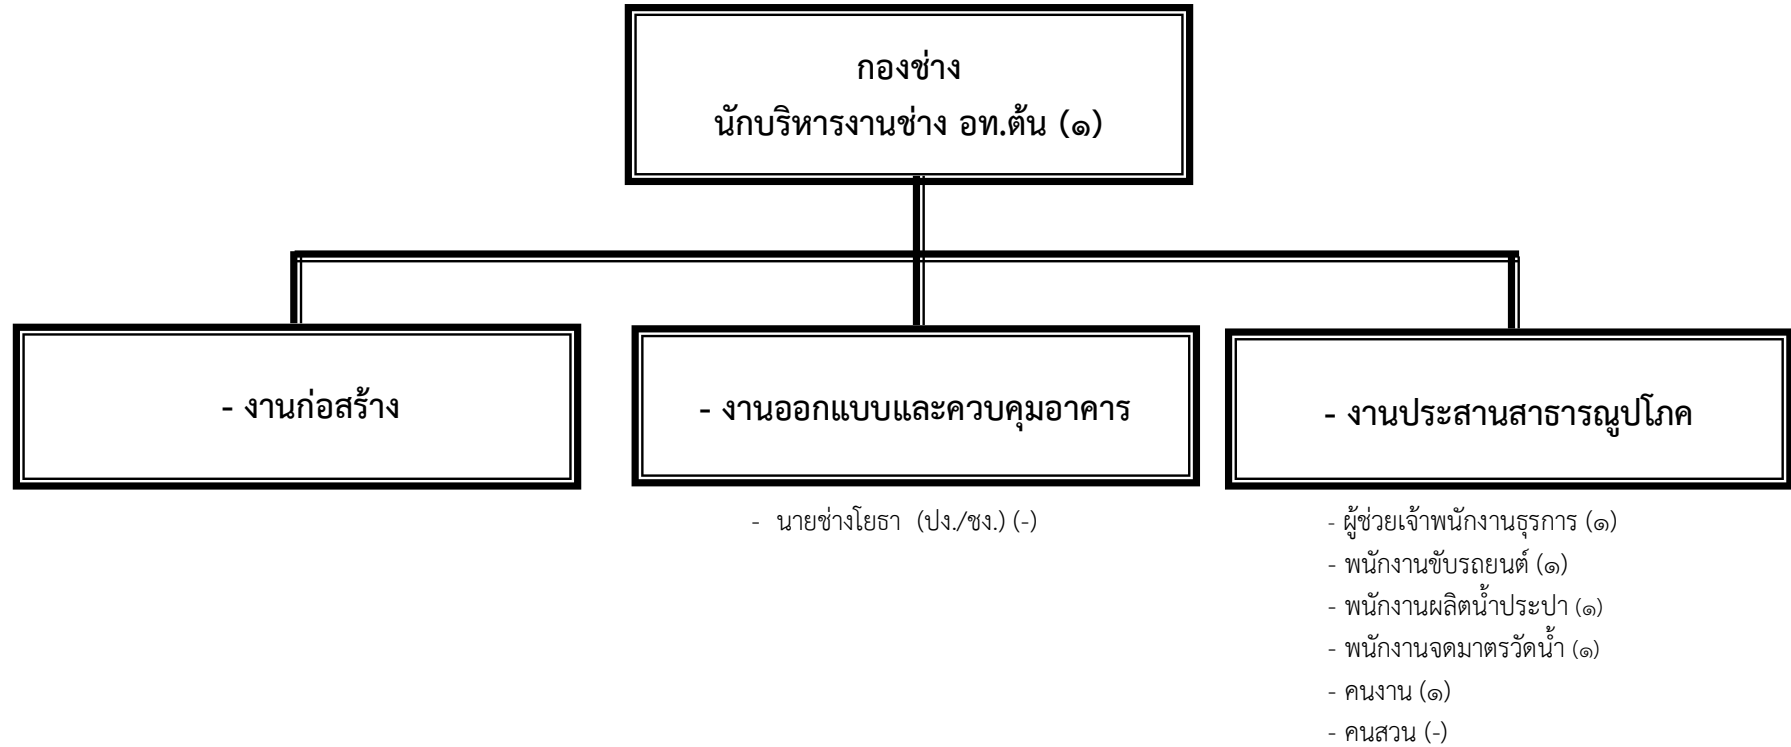 กองช่าง
นักบริหารงานช่าง อท.ต้น (๑)
- งานก่อสร้าง
- งานออกแบบและควบคุมอาคาร
- งานประสานสาธารณูปโภค
- นายช่างโยธา (ปง./ชง.) (-)
- ผู้ช่วยเจ้าพนักงานธุรการ (๑)
- พนักงานขับรถยนต์ (๑)
- พนักงานผลิตน้ำประปา (๑)
- พนักงานจดมาตรวัดน้ำ (๑)
- คนงาน (๑)
- คนสวน (-)